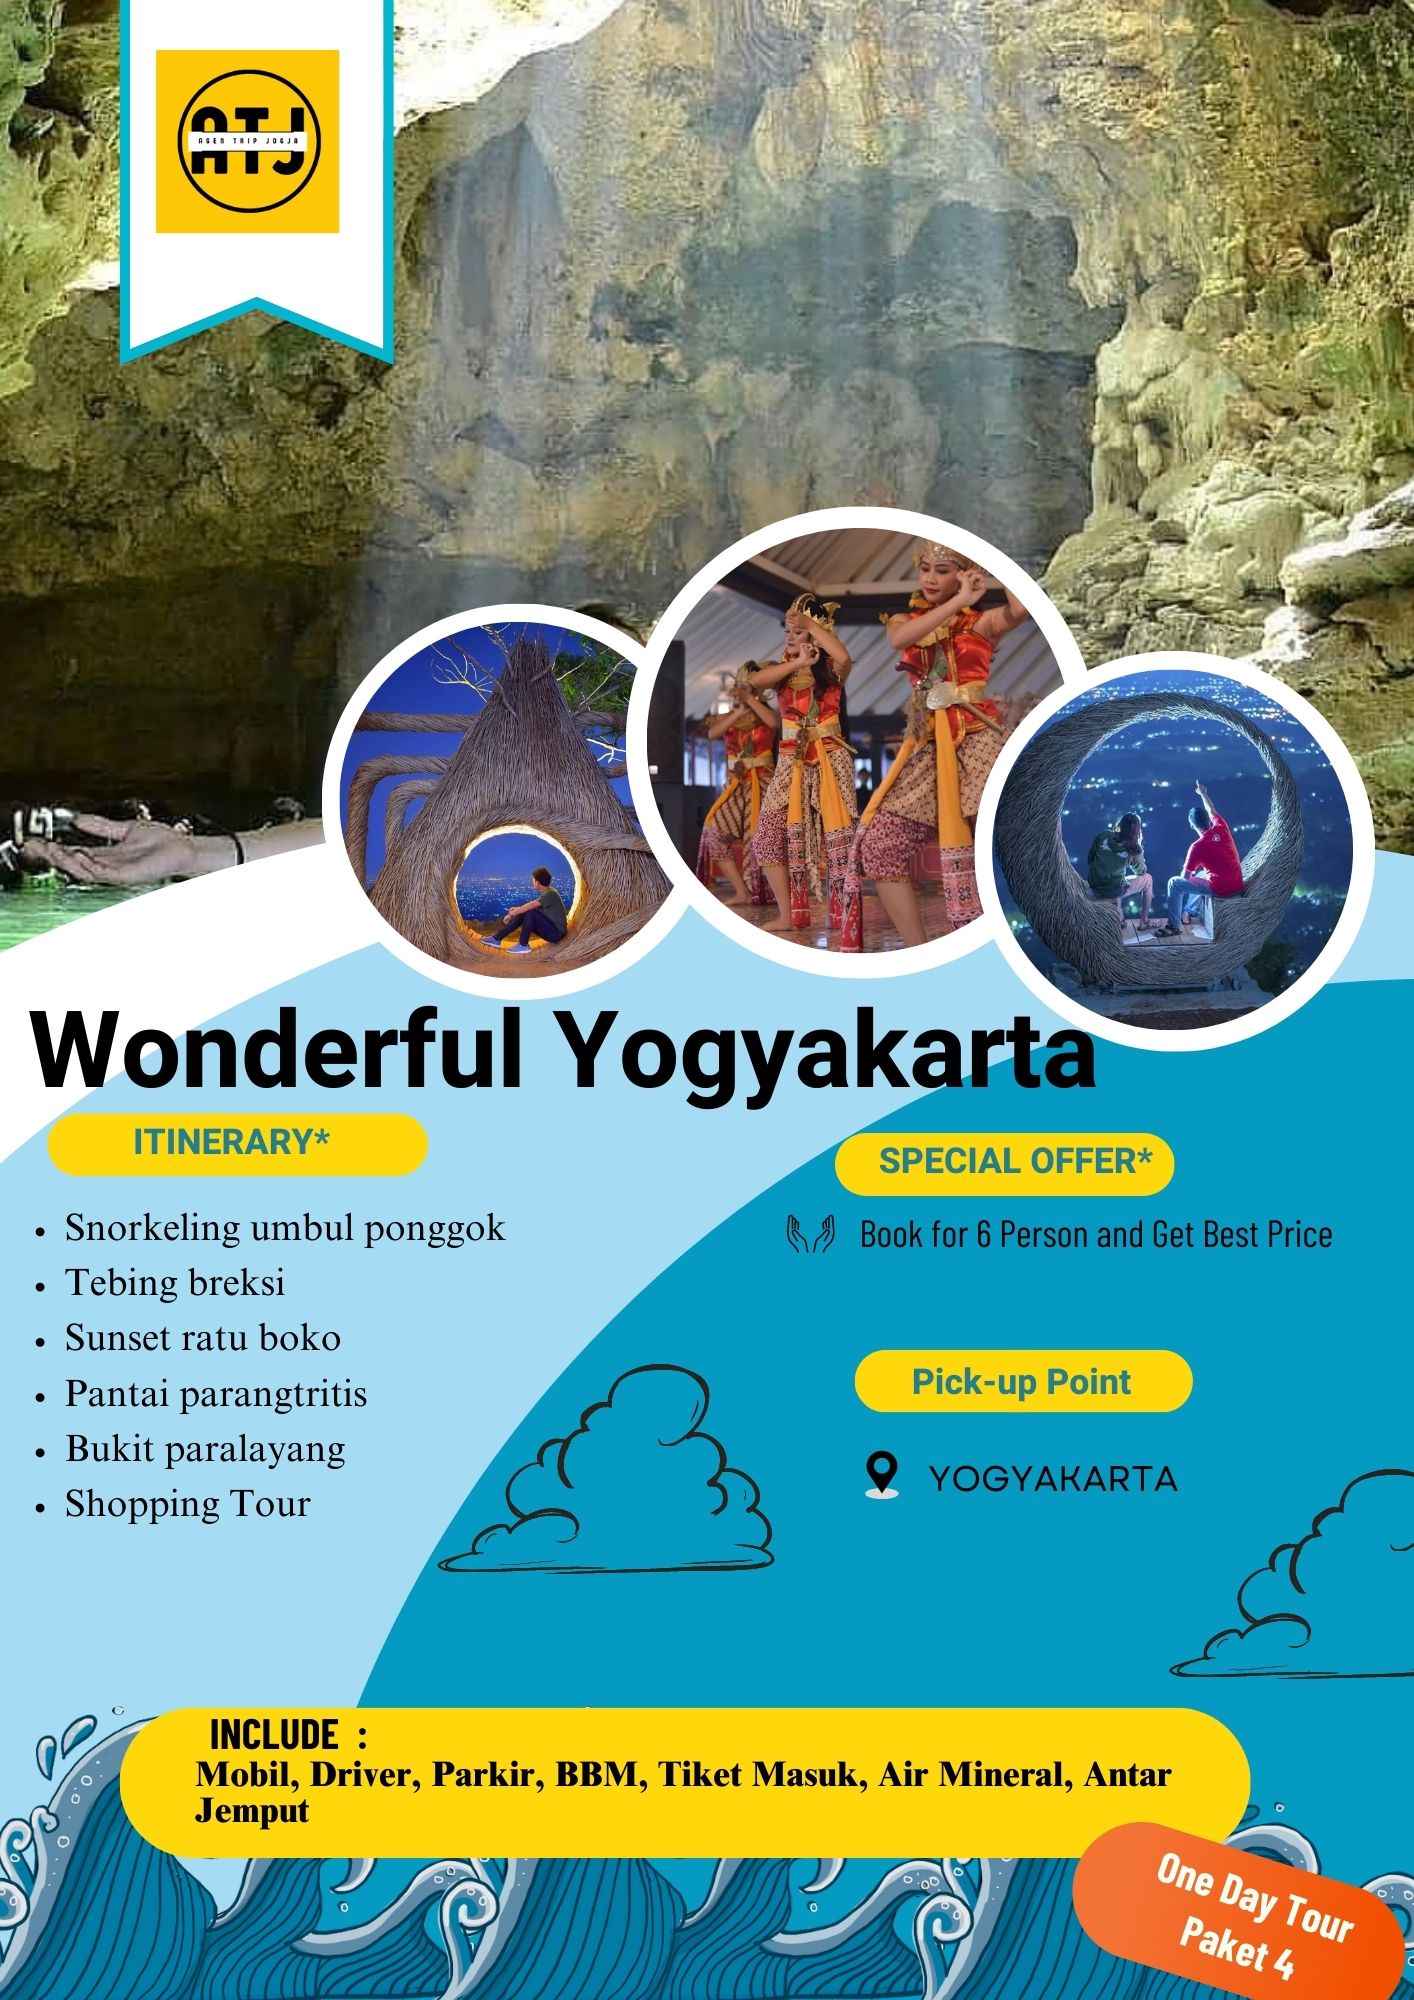 ATJ
AGEN TRIP JOGJA
Wonderful Yogyakarta
ITINERARY*
Snorkeling umbul ponggok
Tebing breksi
Sunset ratu boko
Pantai parangtritis
Bukit paralayang
Shopping Tour
SPECIAL OFFER*
Book for 6 Person and Get Best Price
Pick-up Point
YOGYAKARTA
INCLUDE :
Mobil, Driver, Parkir, BBM, Tiket Masuk, Air Mineral, Antar
Jemput
One Day Tour
Paket 4